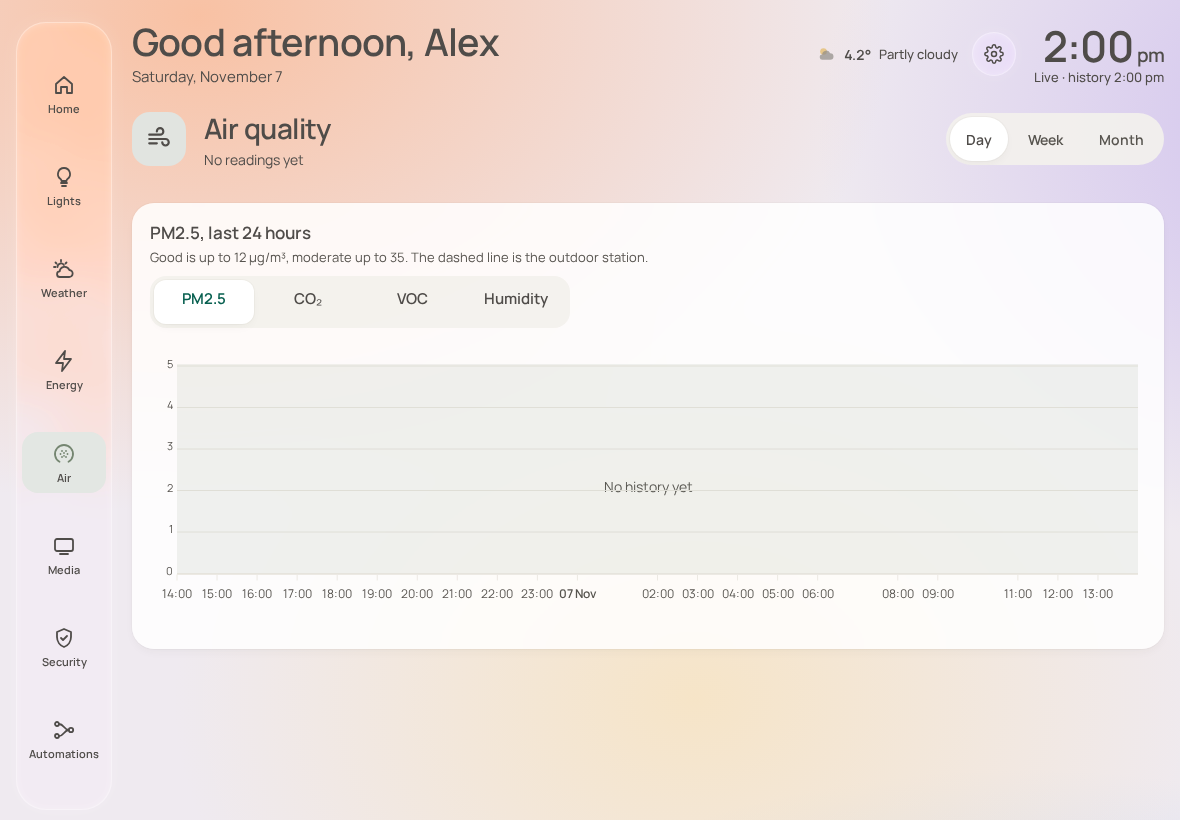 Good afternoon, Alex
Saturday, November 7
4.2° Partly cloudy
2:00 pm
Live · history 2:00 pm
Home
Lights
Weather
Energy
Air
Media
Security
Automations
Air quality
No readings yet
Day Week Month
PM2.5, last 24 hours
Good is up to 12 µg/m³, moderate up to 35. The dashed line is the outdoor station.
PM2.5 CO₂ VOC Humidity
5
4
3
2
1
0
No history yet
14:00 15:00 16:00 17:00 18:00 19:00 20:00 21:00 22:00 23:00 07 Nov 02:00 03:00 04:00 05:00 06:00 08:00 09:00 11:00 12:00 13:00